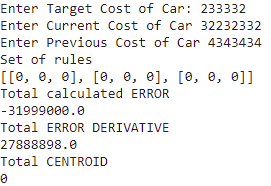 Enter Target Cost of Car: 233332
Enter Current Cost of Car 32232332
Enter Previous Cost of Car 4343434
Set of rules
[[0, 0, 0], [0, 0, 0], [0, 0, 0]]
Total calculated ERROR
-31999000.0
Total ERROR DERIVATIVE
27888898.0
Total CENTROID
0